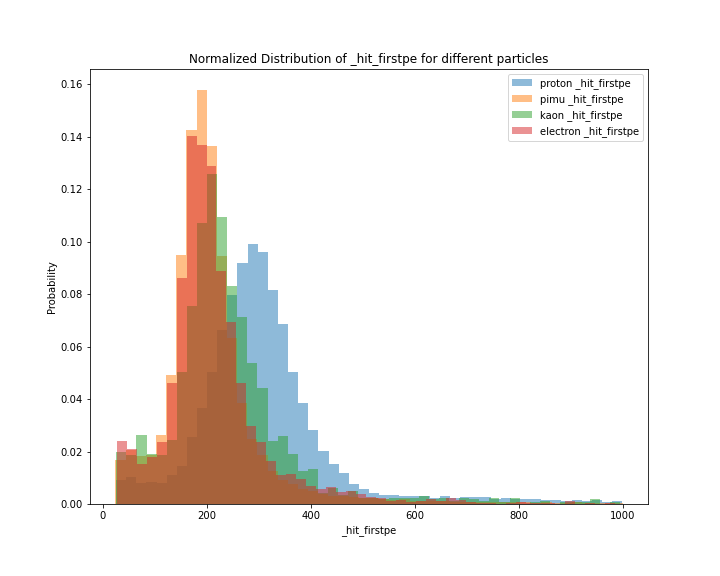 Normalized Distribution of _hit_firstpe for different particles
proton _hit_firstpe
pimu _hit_firstpe
kaon _hit_firstpe
electron _hit_firstpe
Probability
0.16
0.14
0.12
0.10
0.08
0.06
0.04
0.02
0.00
0 200 400 600 800 1000
_hit_firstpe